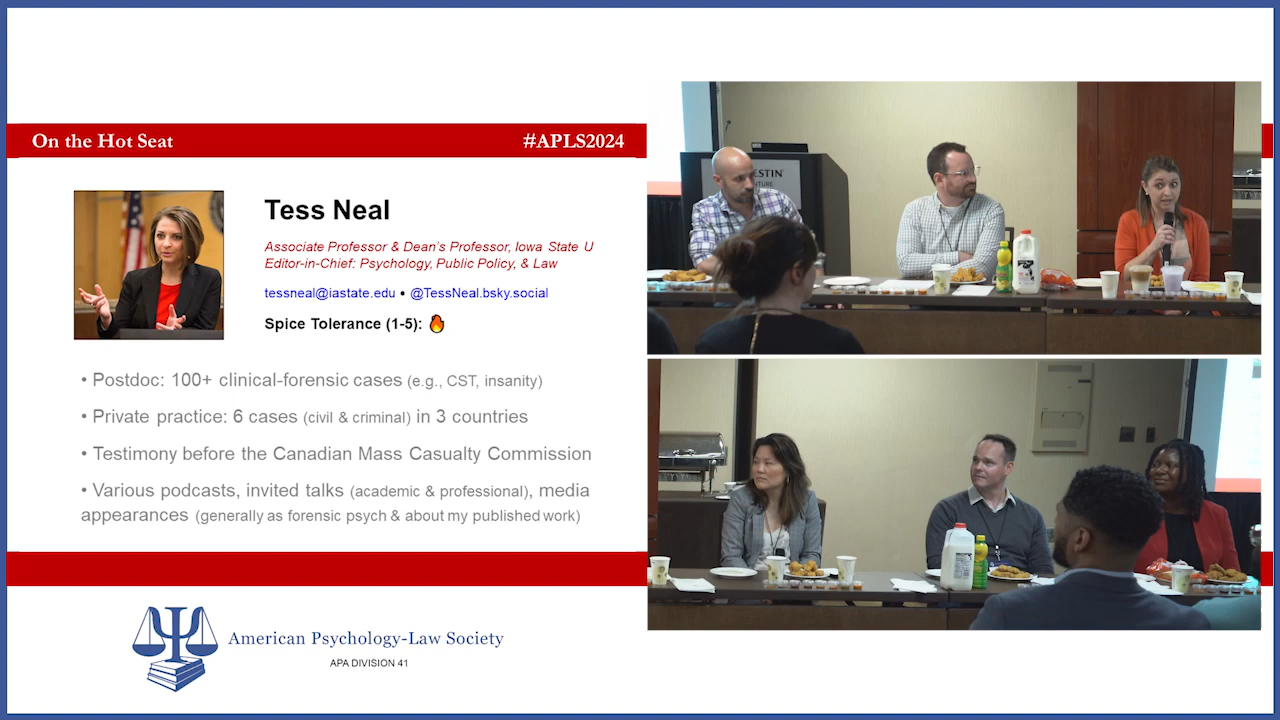 On the Hot Seat
#APLS2024
Tess Neal
Associate Professor & Dean's Professor, Iowa State U
Editor-in-Chief: Psychology, Public Policy, & Law
tessneal@iastate.edu • @TessNeal.bsky.social
Spice Tolerance (1-5):
• Postdoc: 100+ clinical-forensic cases (e.g., CST, insanity)
• Private practice: 6 cases (civil & criminal) in 3 countries
• Testimony before the Canadian Mass Casualty Commission
• Various podcasts, invited talks (academic & professional), media
appearances (generally as forensic psych & about my published work)
American Psychology-Law Society
APA DIVISION 41